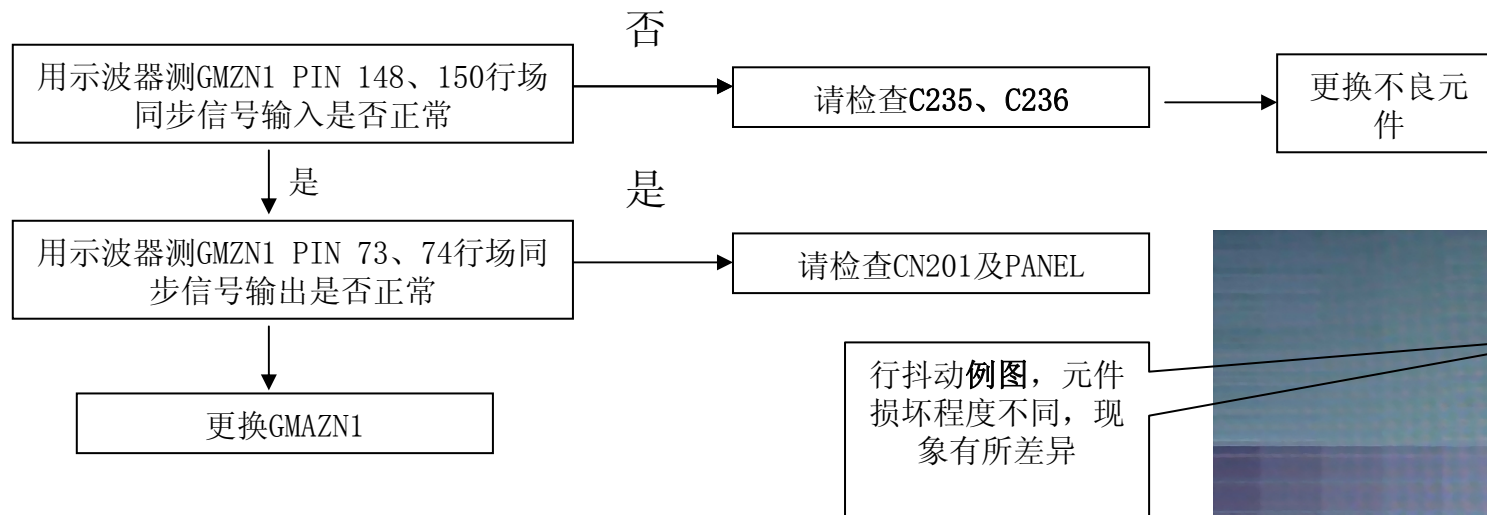 否
用示波器测GMZN1 PIN 148、150行场
同步信号输入是否正常
请检查C235、C236
更换不良元
件
是
是
用示波器测GMZN1 PIN 73、74行场同
步信号输出是否正常
请检查CN201及PANEL
更换GMAZN1
行抖动例图，元件
损坏程度不同，现
象有所差异